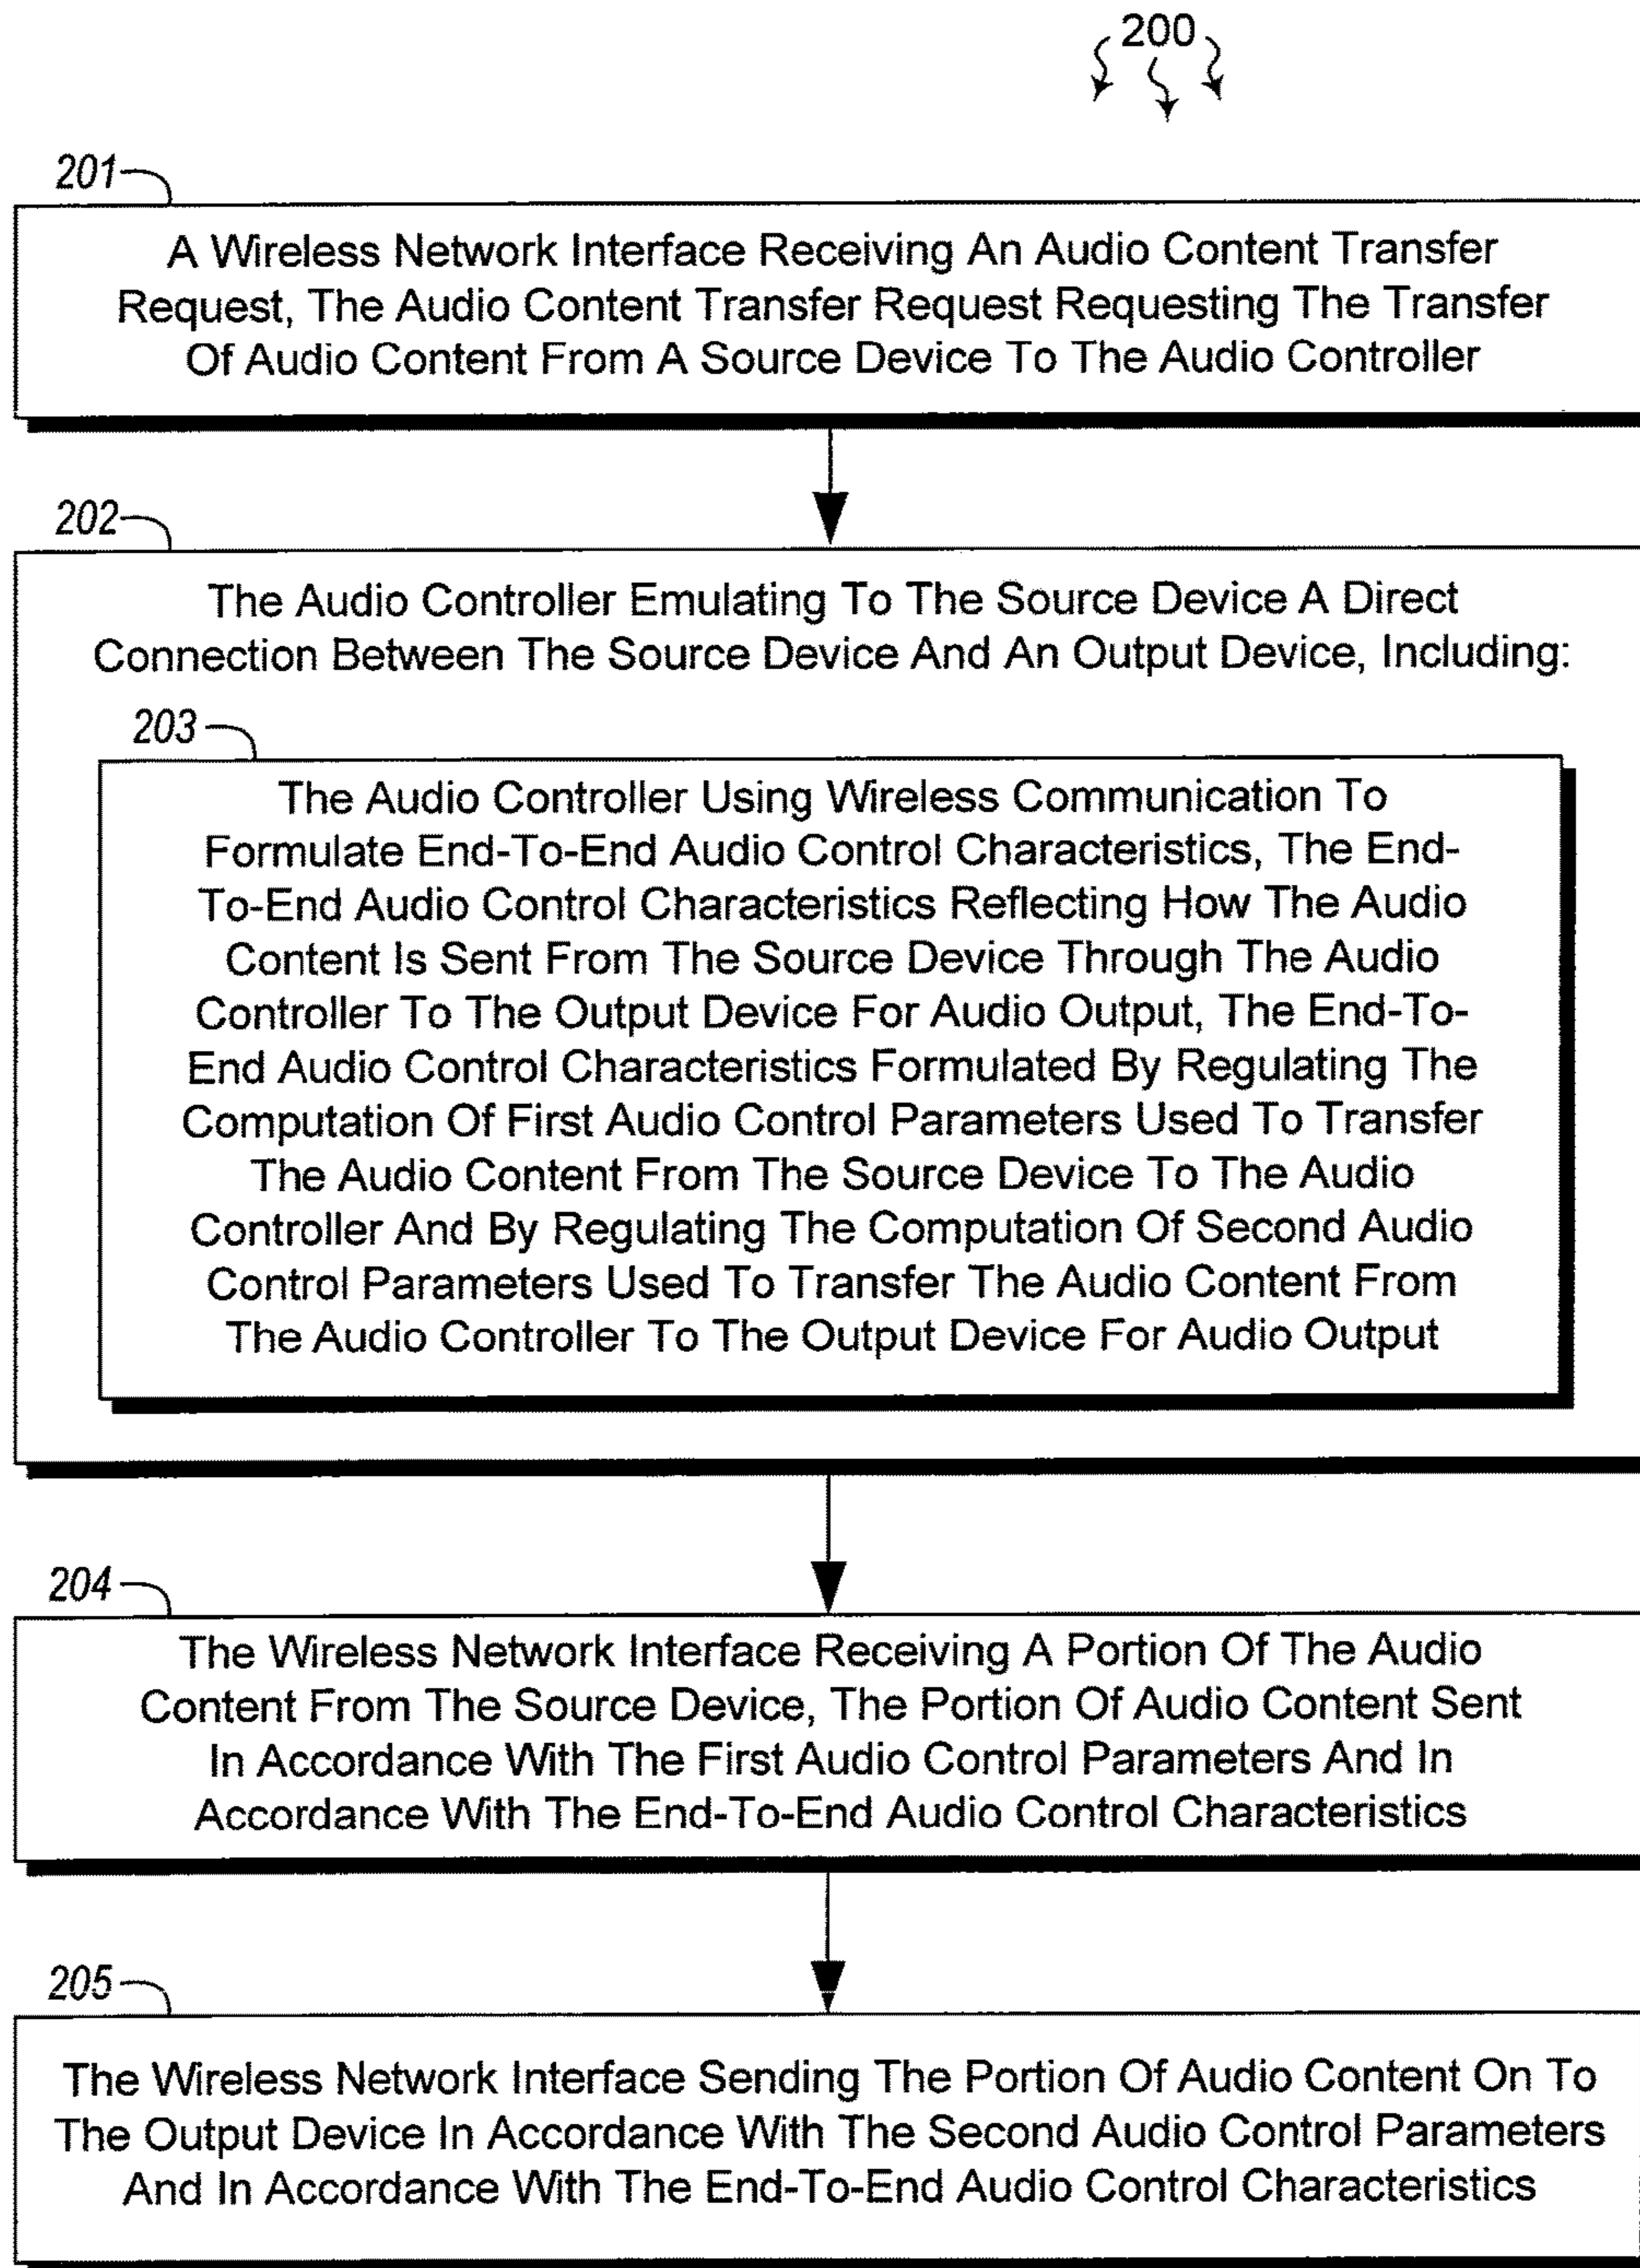 200
201
A Wireless Network Interface Receiving An Audio Content Transfer
Request, The Audio Content Transfer Request Requesting The Transfer
Of Audio Content From A Source Device To The Audio Controller
202
The Audio Controller Emulating To The Source Device A Direct
Connection Between The Source Device And An Output Device, Including:
203
The Audio Controller Using Wireless Communication To
Formulate End-To-End Audio Control Characteristics, The End-
To-End Audio Control Characteristics Reflecting How The Audio
Content Is Sent From The Source Device Through The Audio
Controller To The Output Device For Audio Output, The End-To-
End Audio Control Characteristics Formulated By Regulating The
Computation Of First Audio Control Parameters Used To Transfer
The Audio Content From The Source Device To The Audio
Controller And By Regulating The Computation Of Second Audio
Control Parameters Used To Transfer The Audio Content From
The Audio Controller To The Output Device For Audio Output
204
The Wireless Network Interface Receiving A Portion Of The Audio
Content From The Source Device, The Portion Of Audio Content Sent
In Accordance With The First Audio Control Parameters And In
Accordance With The End-To-End Audio Control Characteristics
205
The Wireless Network Interface Sending The Portion Of Audio Content On To
The Output Device In Accordance With The Second Audio Control Parameters
And In Accordance With The End-To-End Audio Control Characteristics